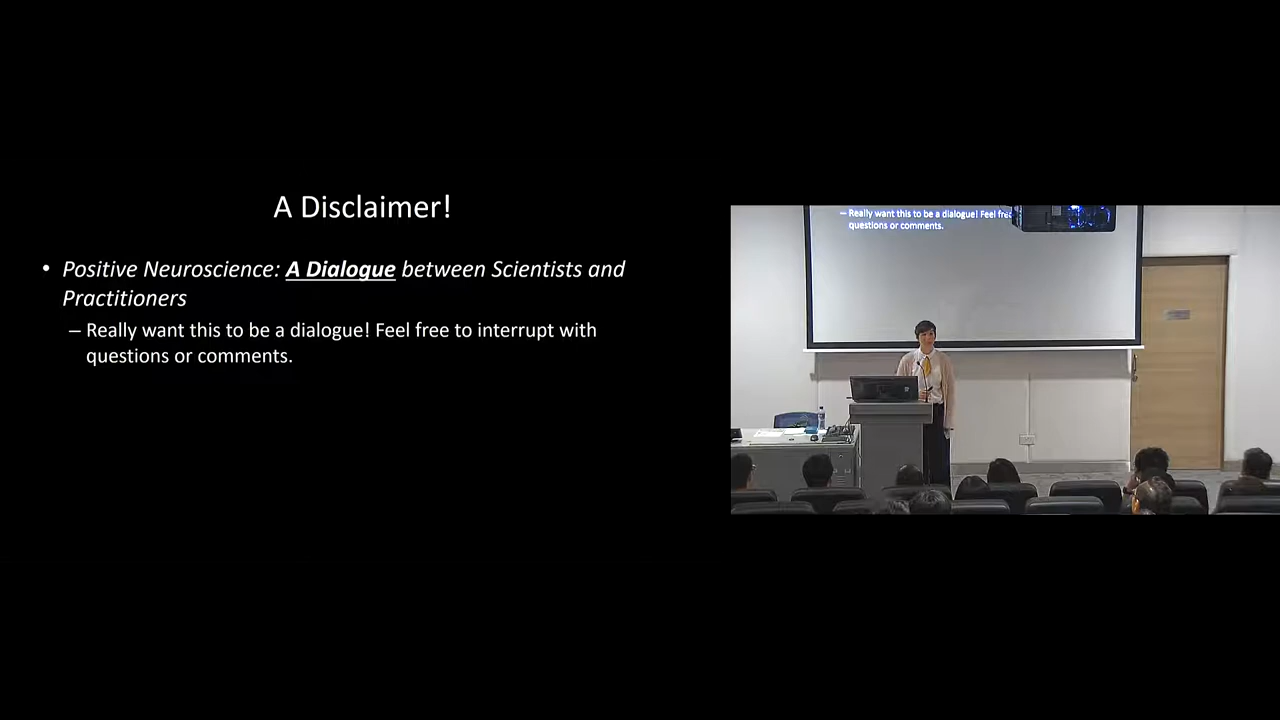 A Disclaimer!
• Positive Neuroscience: A Dialogue between Scientists and
Practitioners
– Really want this to be a dialogue! Feel free to interrupt with
questions or comments.
– Really want this to be a dialogue! Feel free
questions or comments.